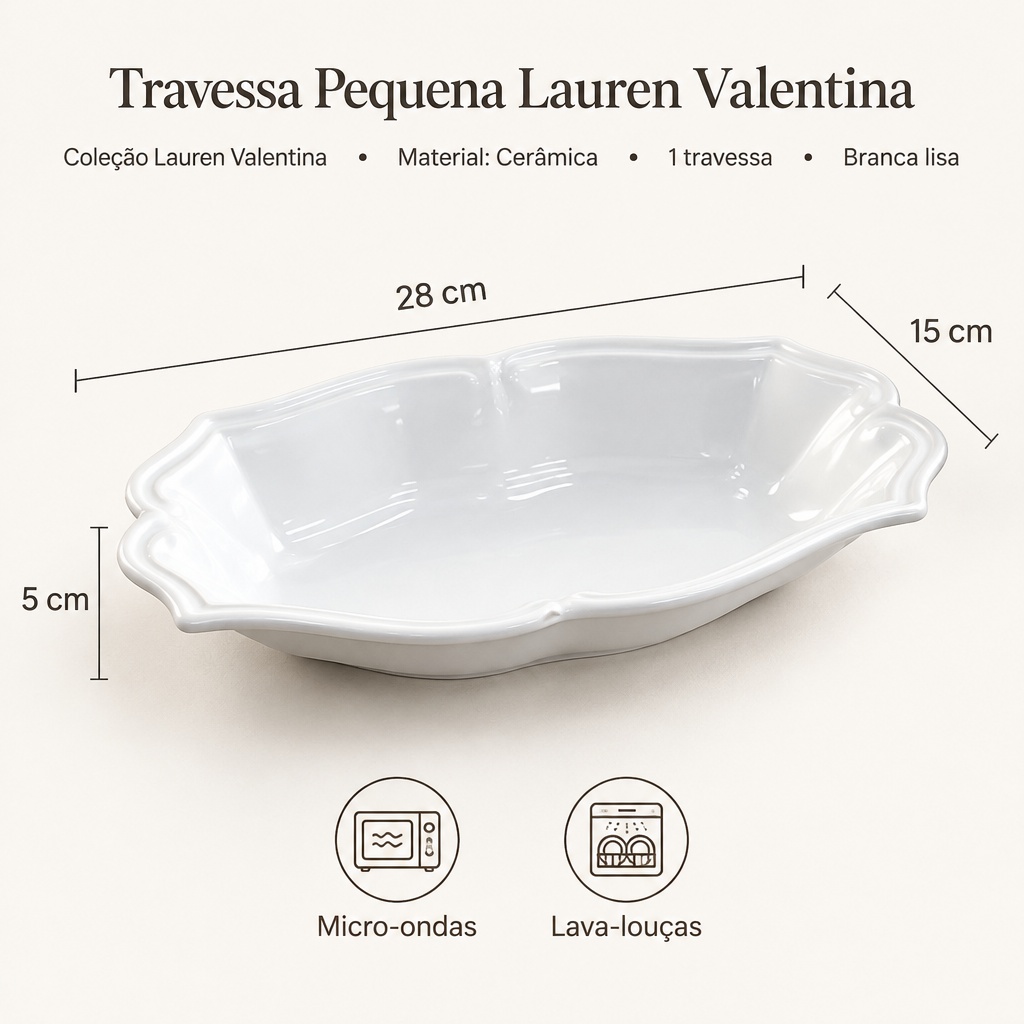 Travessa Pequena Lauren Valentina
Coleção Lauren Valentina • Material: Cerâmica • 1 travessa • Branca lisa
28 cm
15 cm
5 cm
Micro-ondas
Lava-louças